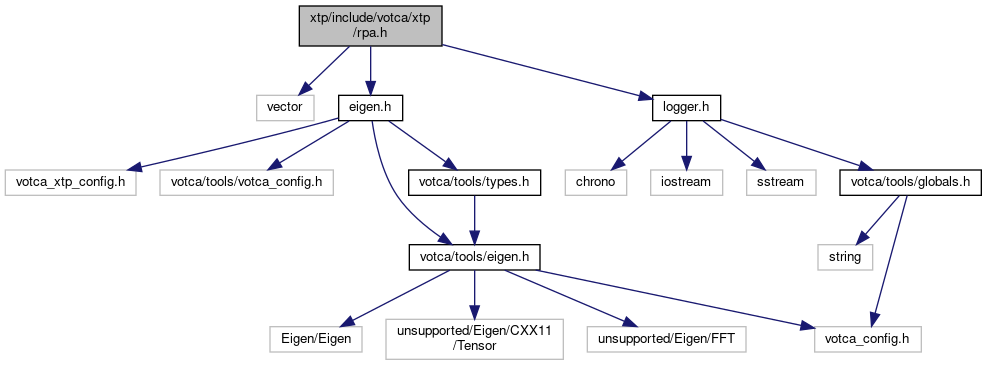 xtp/include/votca/xtp
/rpa.h
vector
eigen.h
logger.h
votca_xtp_config.h
votca/tools/votca_config.h
votca/tools/types.h
chrono
iostream
sstream
votca/tools/globals.h
votca/tools/eigen.h
string
Eigen/Eigen
unsupported/Eigen/CXX11
/Tensor
unsupported/Eigen/FFT
votca_config.h